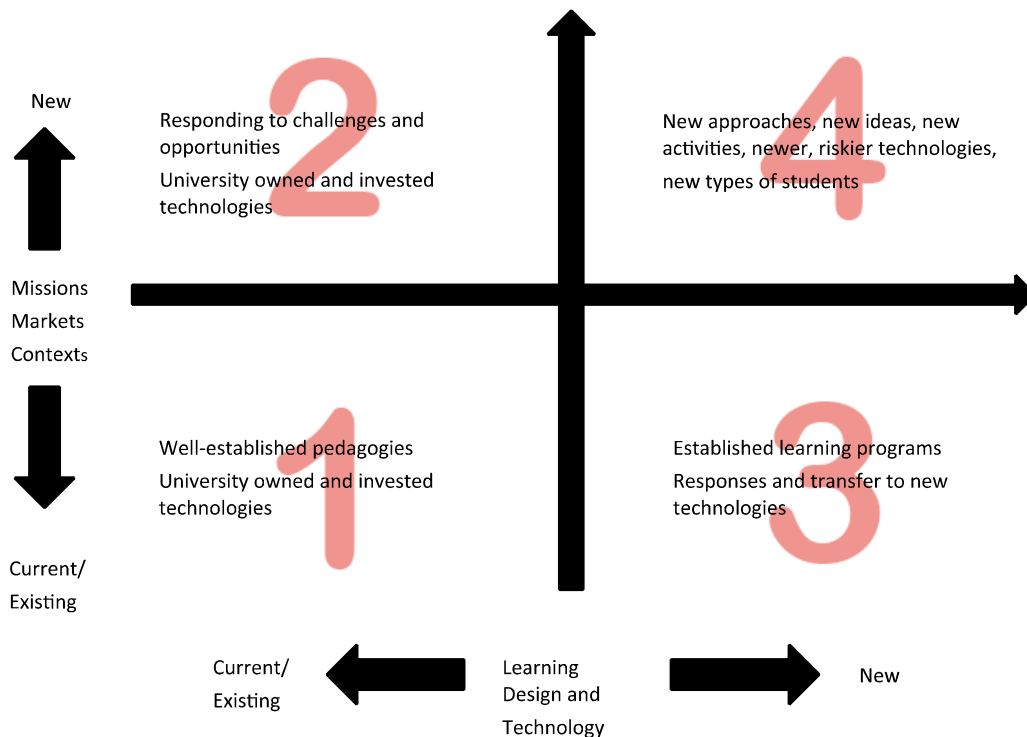 New
2
Responding to challenges and
opportunities
University owned and invested
technologies
4
New approaches, new ideas, new
activities, newer, riskier technologies,
new types of students
Missions
Markets
Contexts
1
Well-established pedagogies
University owned and invested
technologies
3
Established learning programs
Responses and transfer to new
technologies
Current/
Existing
Current/
Existing
Learning
Design and
Technology
New